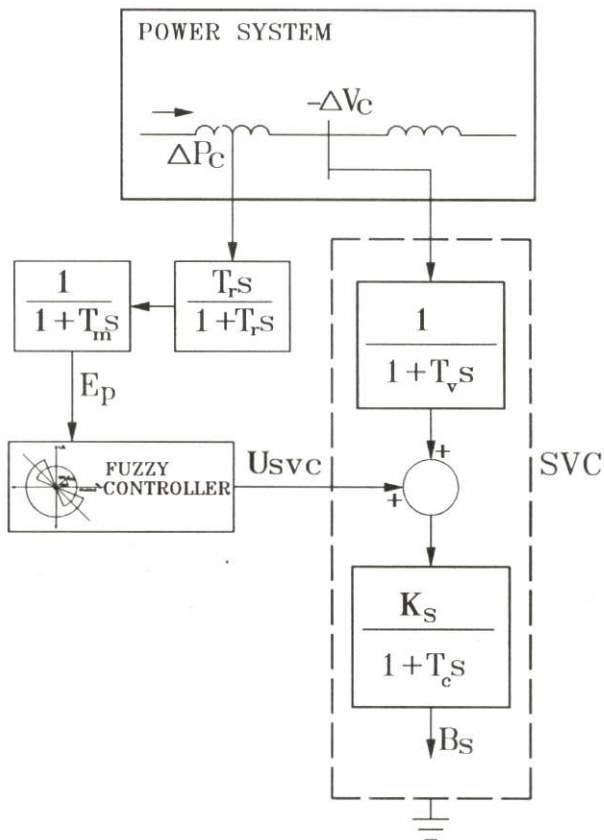 POWER SYSTEM
-ΔVc
ΔPc
1
1+Tms
Trs
1+Trs
1
1+Tvs
Ep
FUZZY
CONTROLLER
Usvc
+
+
SVC
Ks
1+Tcs
Bs